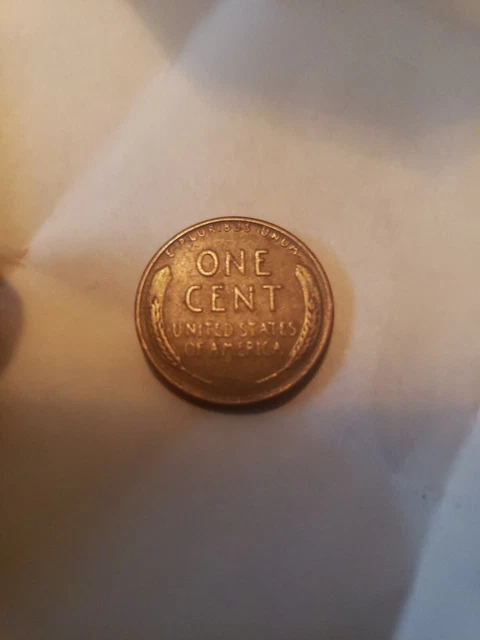 E PLURIBUS UNUM
ONE
CENT
UNITED STATES
OF AMERICA